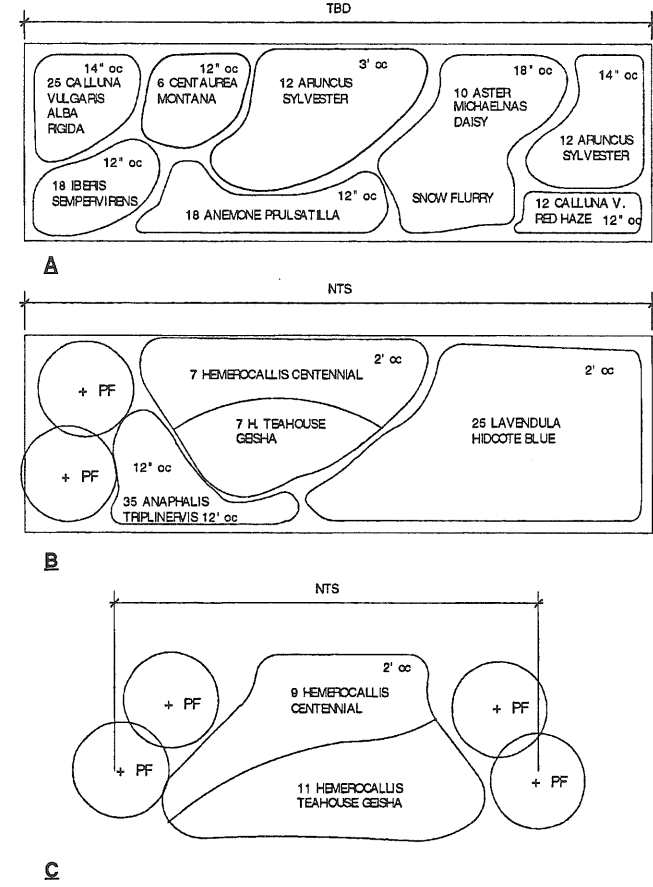 TBD
14" oc
25 CALLUNA
VULGARIS
ALBA
RIGIDA
12" oc
6 CENTAUREA
MONTANA
3' oc
12 ARUNCUS
SYLVESTER
18" oc
10 ASTER
MICHAELNAS
DAISY
SNOW FLURRY
14" oc
12 ARUNCUS
SYLVESTER
12" oc
18 IBERIS
SEMPERVIRENS
12" oc
18 ANEMONE PPULSATILLA
12 CALLUNA V.
RED HAZE 12" oc
A
NTS
+ PF
+ PF
2' oc
7 HEMEROCALLIS CENTENNIAL
7 H. TEAHOUSE
GEISHA
12" oc
35 ANAPHALIS
TRIPLINERVIS 12' oc
2' oc
25 LAVENDULA
HIDCOTE BLUE
B
NTS
+ PF
+ PF
2' oc
9 HEMEROCALLIS
CENTENNIAL
11 HEMEROCALLIS
TEAHOUSE GEISHA
+ PF
+ PF
C